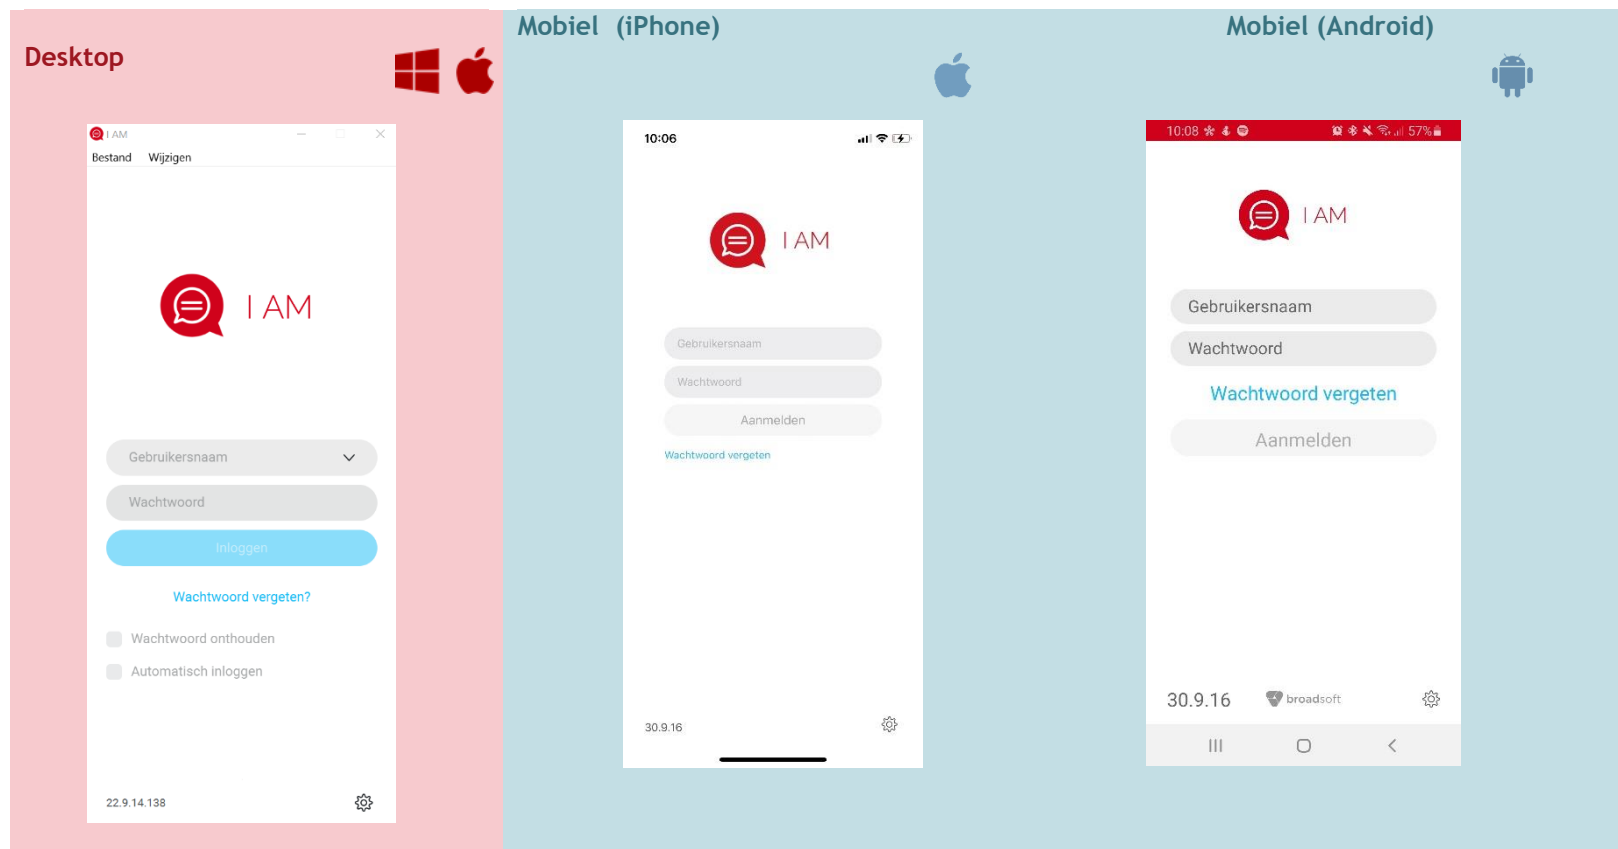 Desktop
I AM
Bestand Wijzigen
I AM
Gebruikersnaam
Wachtwoord
Inloggen
Wachtwoord vergeten?
Wachtwoord onthouden
Automatisch inloggen
22.9.14.138
Mobiel (iPhone)
10:06
I AM
Gebruikersnaam
Wachtwoord
Aanmelden
Wachtwoord vergeten
30.9.16
Mobiel (Android)
10:08 57%
I AM
Gebruikersnaam
Wachtwoord
Wachtwoord vergeten
Aanmelden
30.9.16 broadsoft